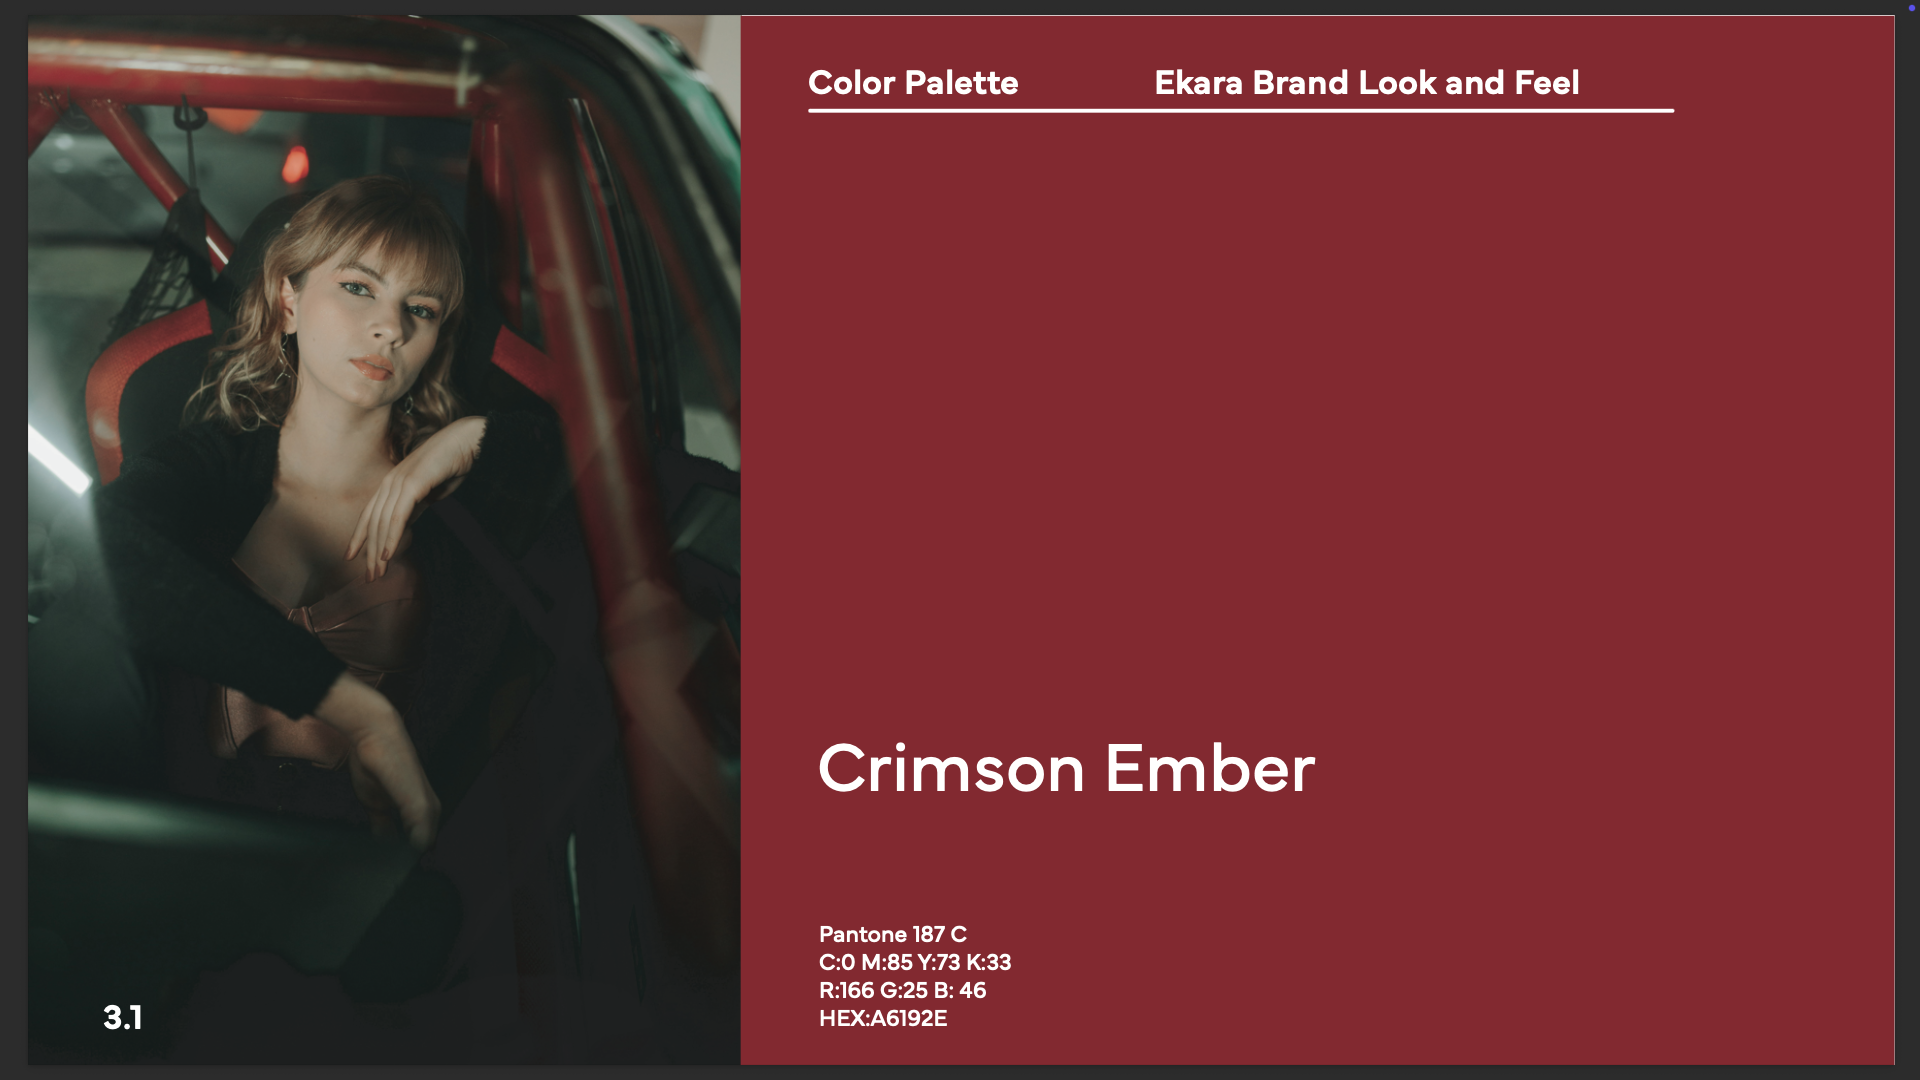 Color Palette
Ekara Brand Look and Feel
Crimson Ember
Pantone 187 C
C:0 M:85 Y:73 K:33
R:166 G:25 B: 46
HEX:A6192E
3.1